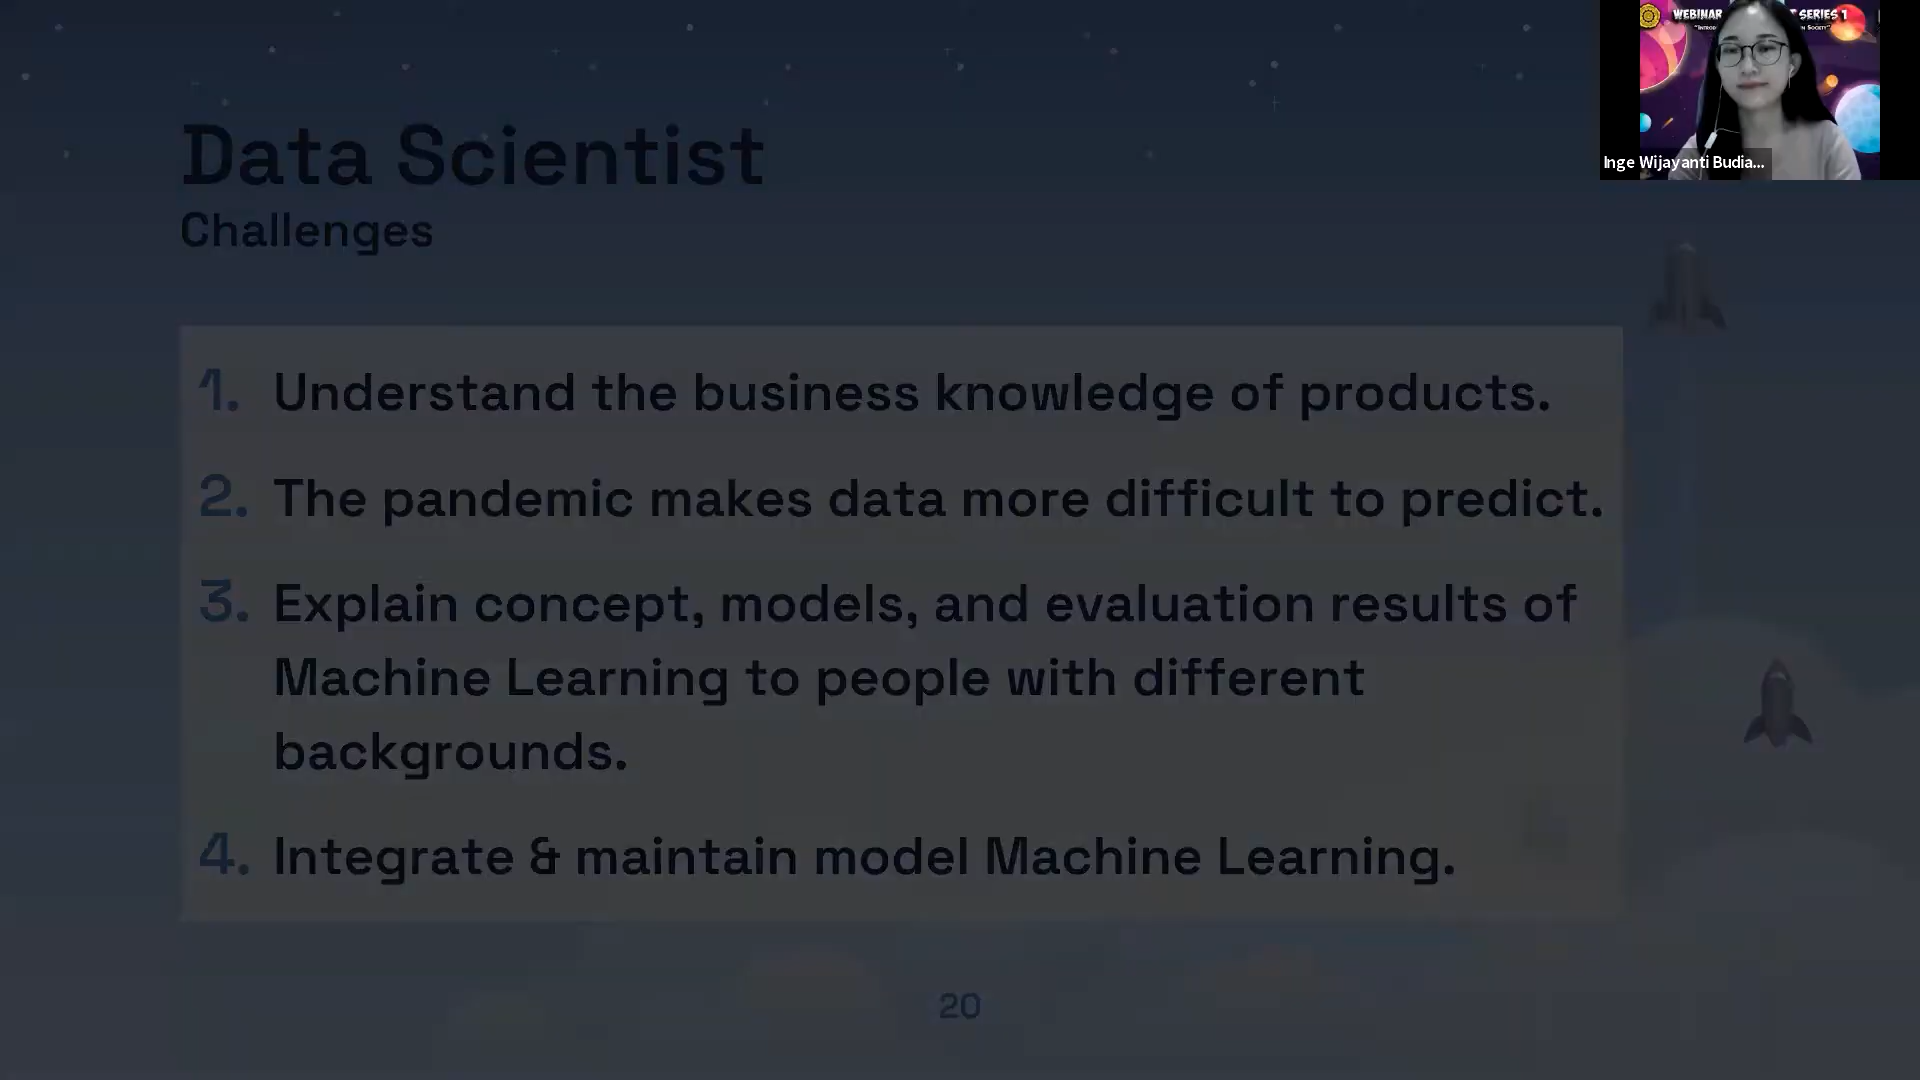 WEBINAR
SERIES 1
Data Scientist
Challenges
Inge Wijayanti Budia...
1. Understand the business knowledge of products.
2. The pandemic makes data more difficult to predict.
3. Explain concept, models, and evaluation results of
Machine Learning to people with different
backgrounds.
4. Integrate & maintain model Machine Learning.
20